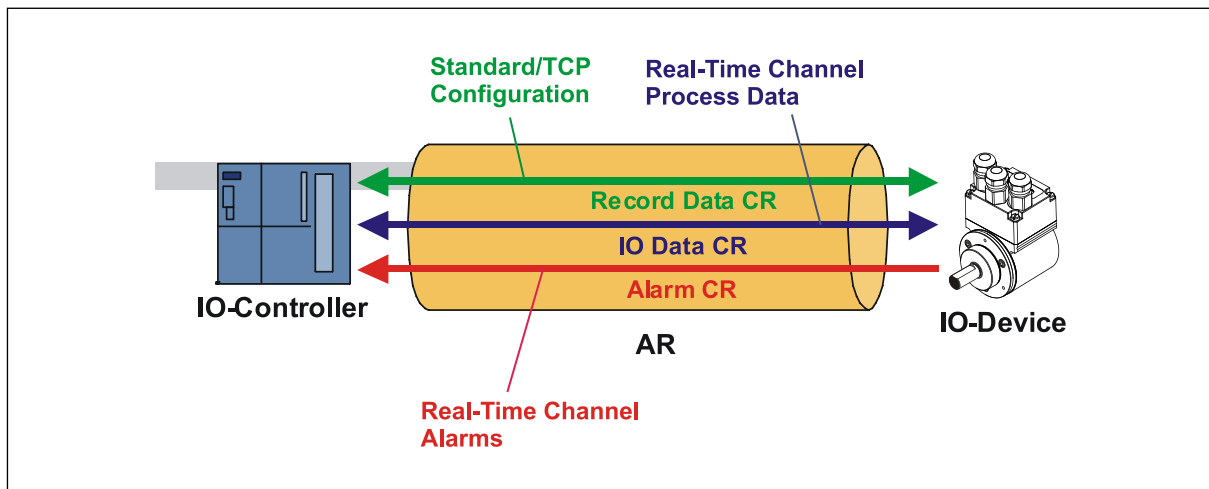 Standard/TCP
Configuration
Real-Time Channel
Process Data
Record Data CR
IO Data CR
Alarm CR
IO-Controller
IO-Device
AR
Real-Time Channel
Alarms